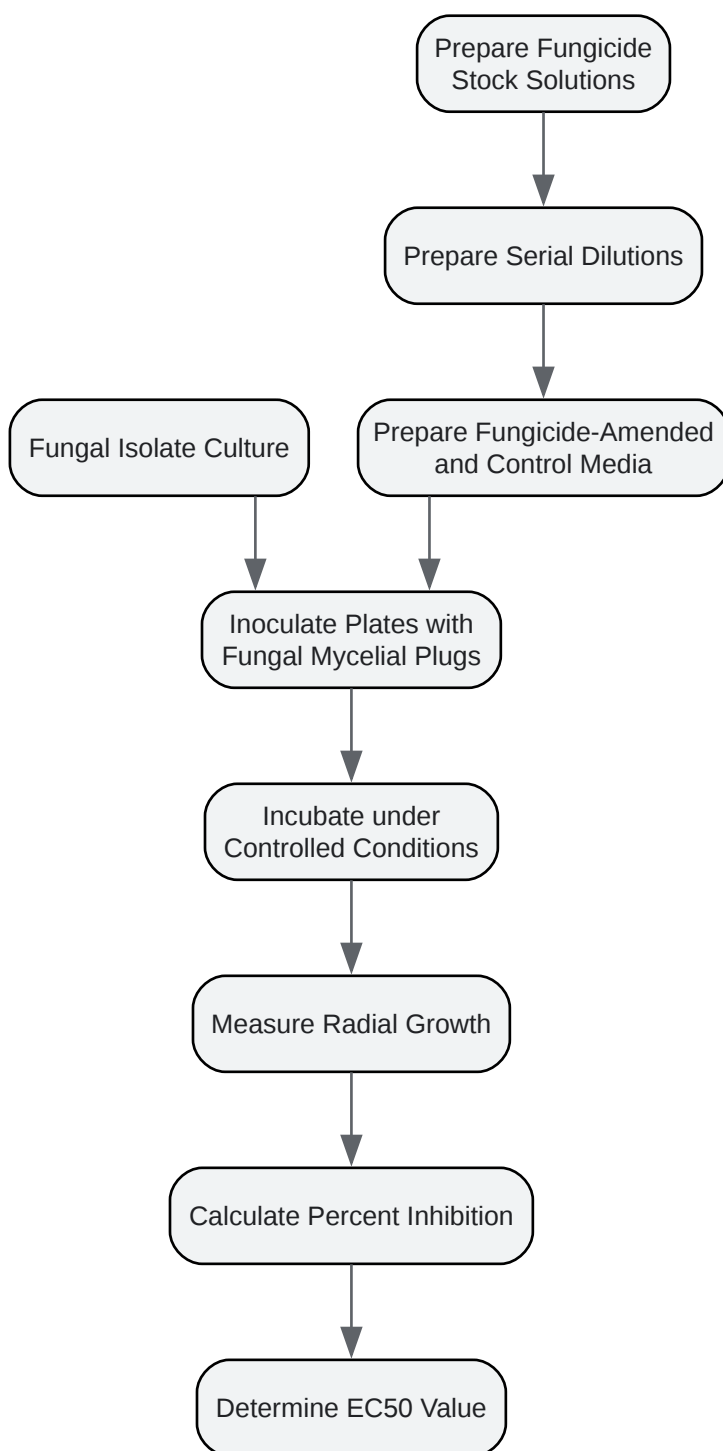 Prepare Fungicide
Stock Solutions
Prepare Serial Dilutions
Fungal Isolate Culture
Prepare Fungicide-Amended
and Control Media
Inoculate Plates with
Fungal Mycelial Plugs
Incubate under
Controlled Conditions
Measure Radial Growth
Calculate Percent Inhibition
Determine EC50 Value